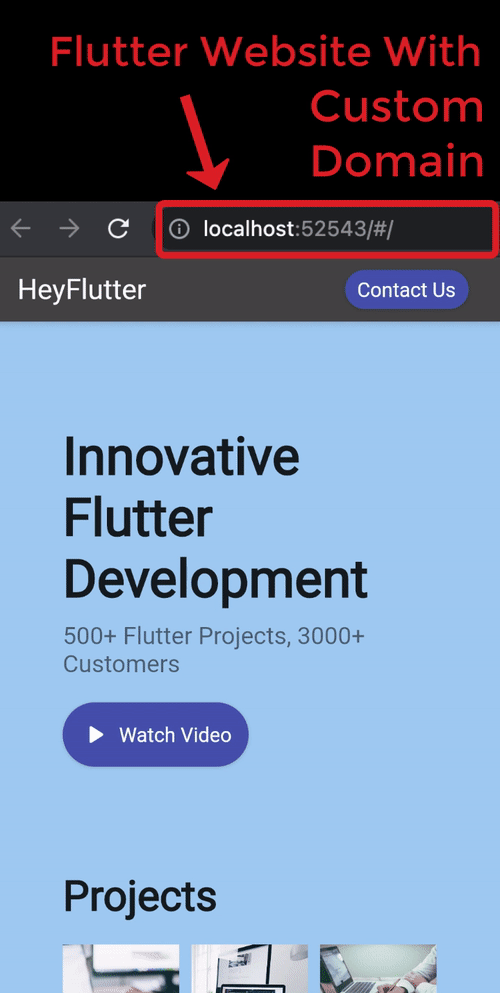 Flutter Website With
Custom
Domain
localhost:52543/#/
HeyFlutter
Contact Us
Innovative
Flutter
Development
500+ Flutter Projects, 3000+
Customers
Watch Video
Projects